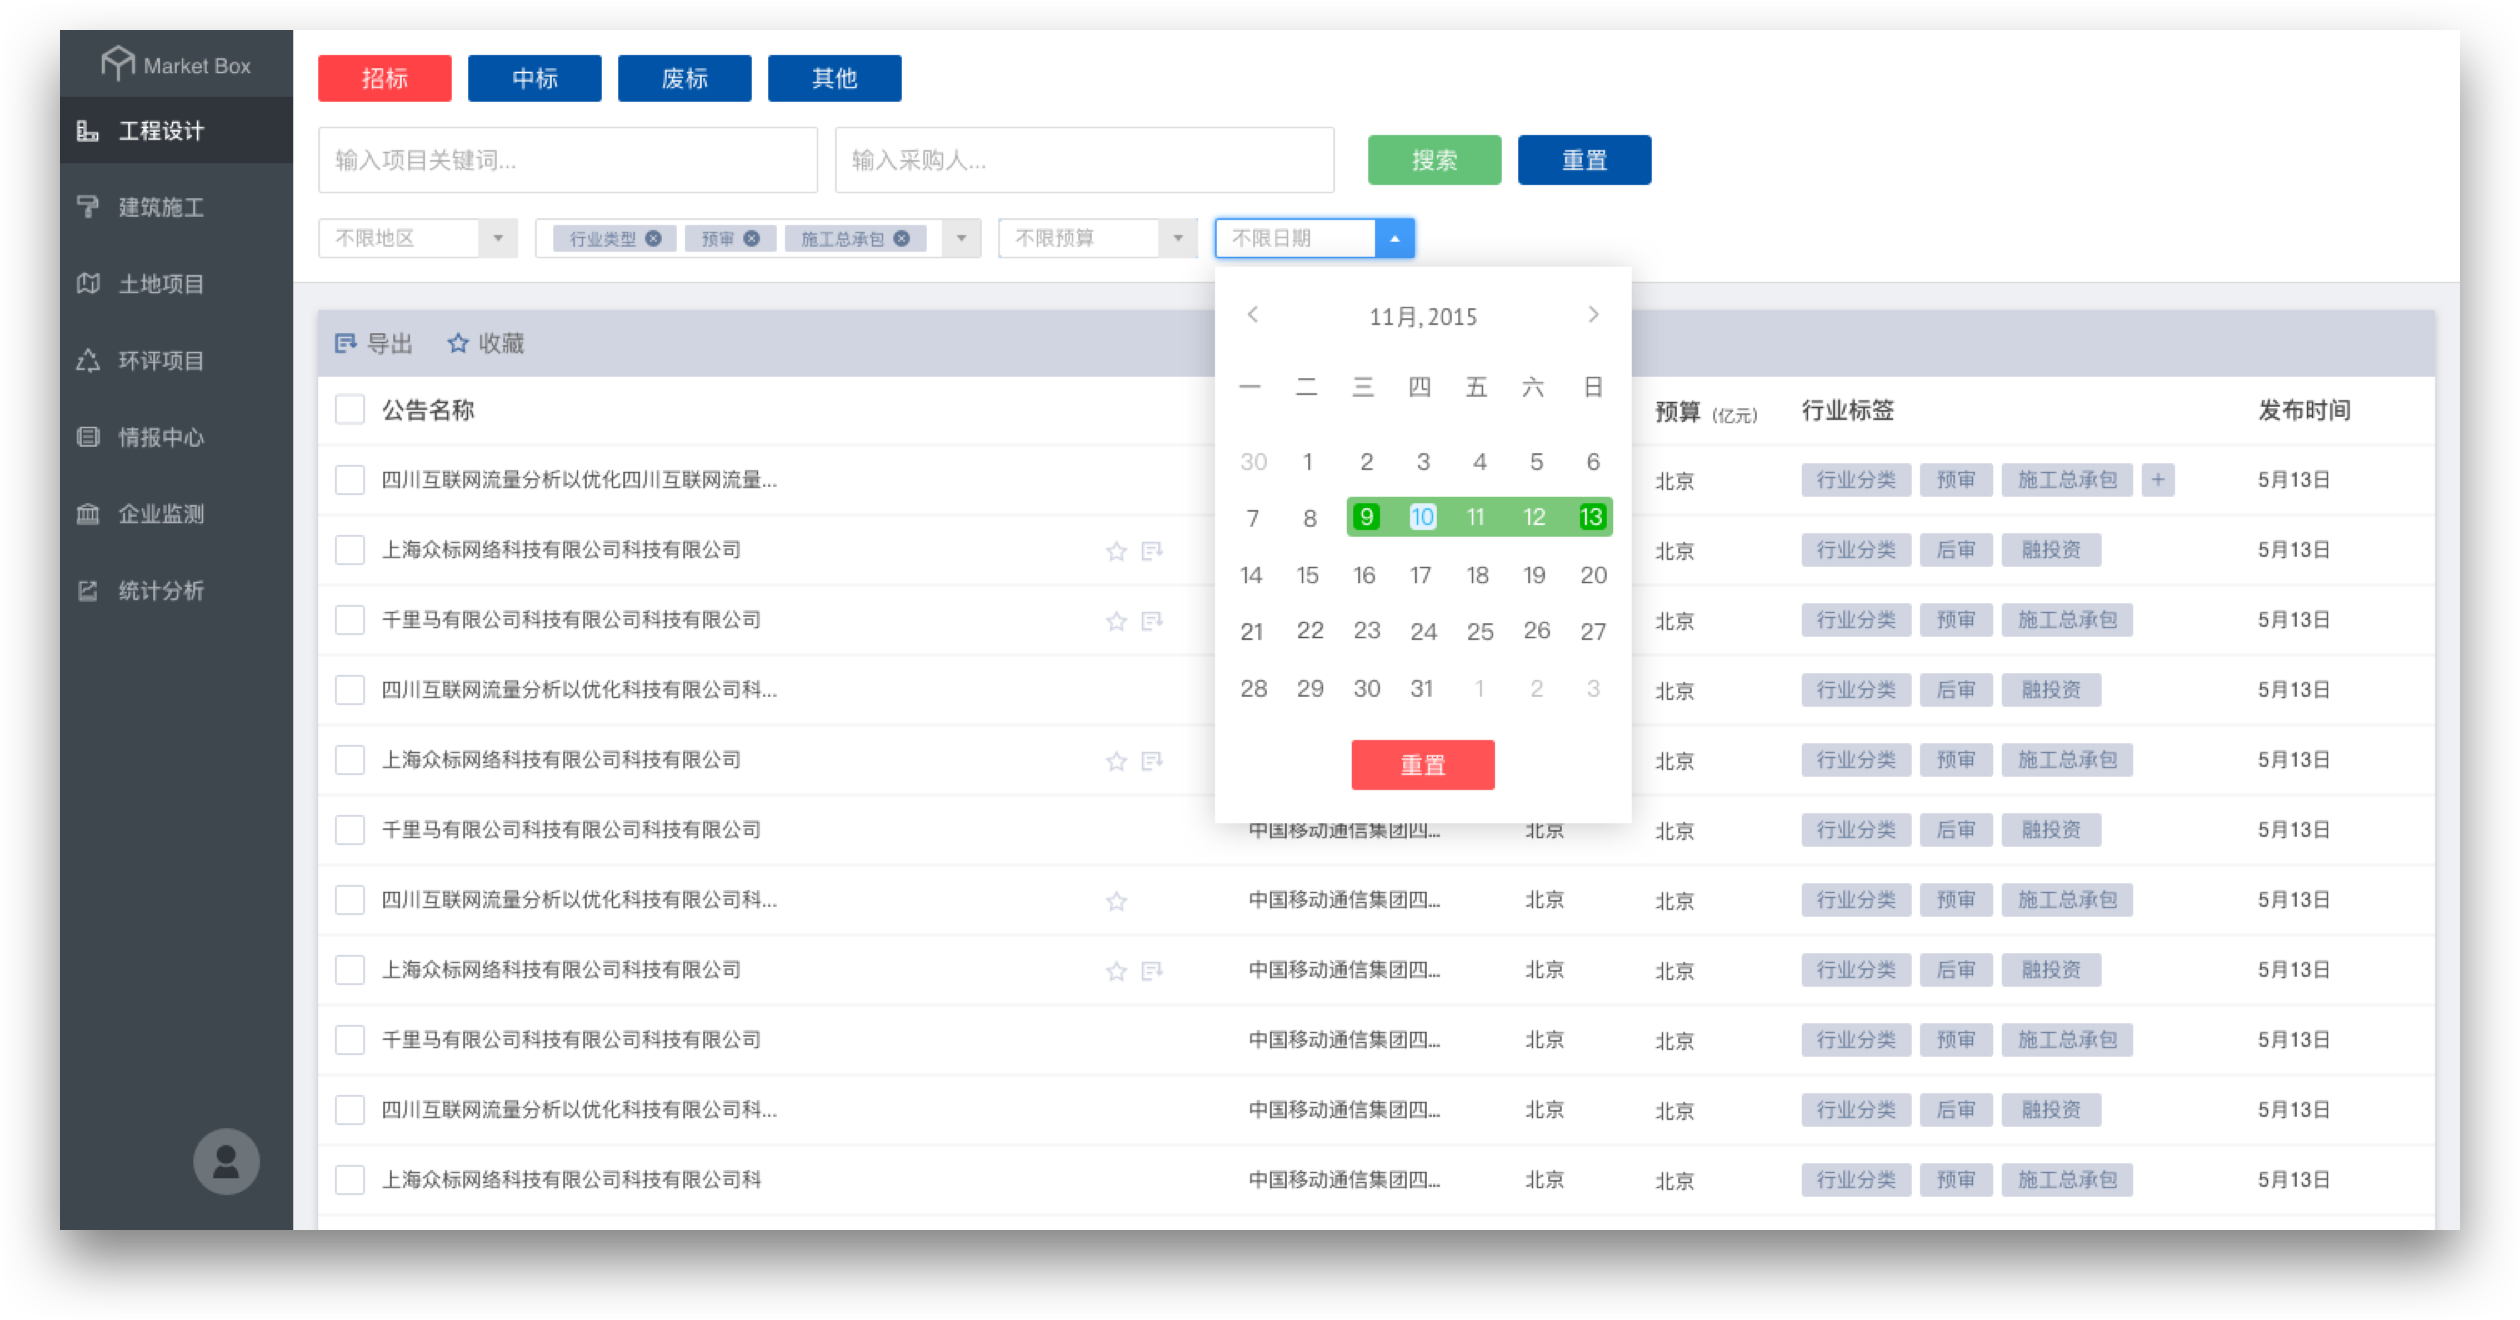 Market Box
工程设计
建筑施工
土地项目
环评项目
情报中心
企业监测
统计分析
招标 中标 废标 其他
输入项目关键词... 输入采购人... 搜索 重置
不限地区 行业类型 预审 施工总承包 不限预算 不限日期
11月, 2015
一 二 三 四 五 六 日
30 1 2 3 4 5 6
7 8 9 10 11 12 13
14 15 16 17 18 19 20
21 22 23 24 25 26 27
28 29 30 31 1 2 3
重置
导出 收藏
公告名称 预算 (亿元) 行业标签 发布时间
四川互联网流量分析以优化四川互联网流量... 北京 行业分类 预审 施工总承包 + 5月13日
上海众标网络科技有限公司科技有限公司 北京 行业分类 后审 融投资 5月13日
千里马有限公司科技有限公司科技有限公司 北京 行业分类 预审 施工总承包 5月13日
四川互联网流量分析以优化科技有限公司科... 北京 行业分类 后审 融投资 5月13日
上海众标网络科技有限公司科技有限公司 北京 行业分类 预审 施工总承包 5月13日
千里马有限公司科技有限公司科技有限公司 中国移动通信集团四... 北京 北京 行业分类 后审 融投资 5月13日
四川互联网流量分析以优化科技有限公司科... 中国移动通信集团四... 北京 北京 行业分类 预审 施工总承包 5月13日
上海众标网络科技有限公司科技有限公司 中国移动通信集团四... 北京 北京 行业分类 后审 融投资 5月13日
千里马有限公司科技有限公司科技有限公司 中国移动通信集团四... 北京 北京 行业分类 预审 施工总承包 5月13日
四川互联网流量分析以优化科技有限公司科... 中国移动通信集团四... 北京 北京 行业分类 后审 融投资 5月13日
上海众标网络科技有限公司科技有限公司科 中国移动通信集团四... 北京 北京 行业分类 预审 施工总承包 5月13日